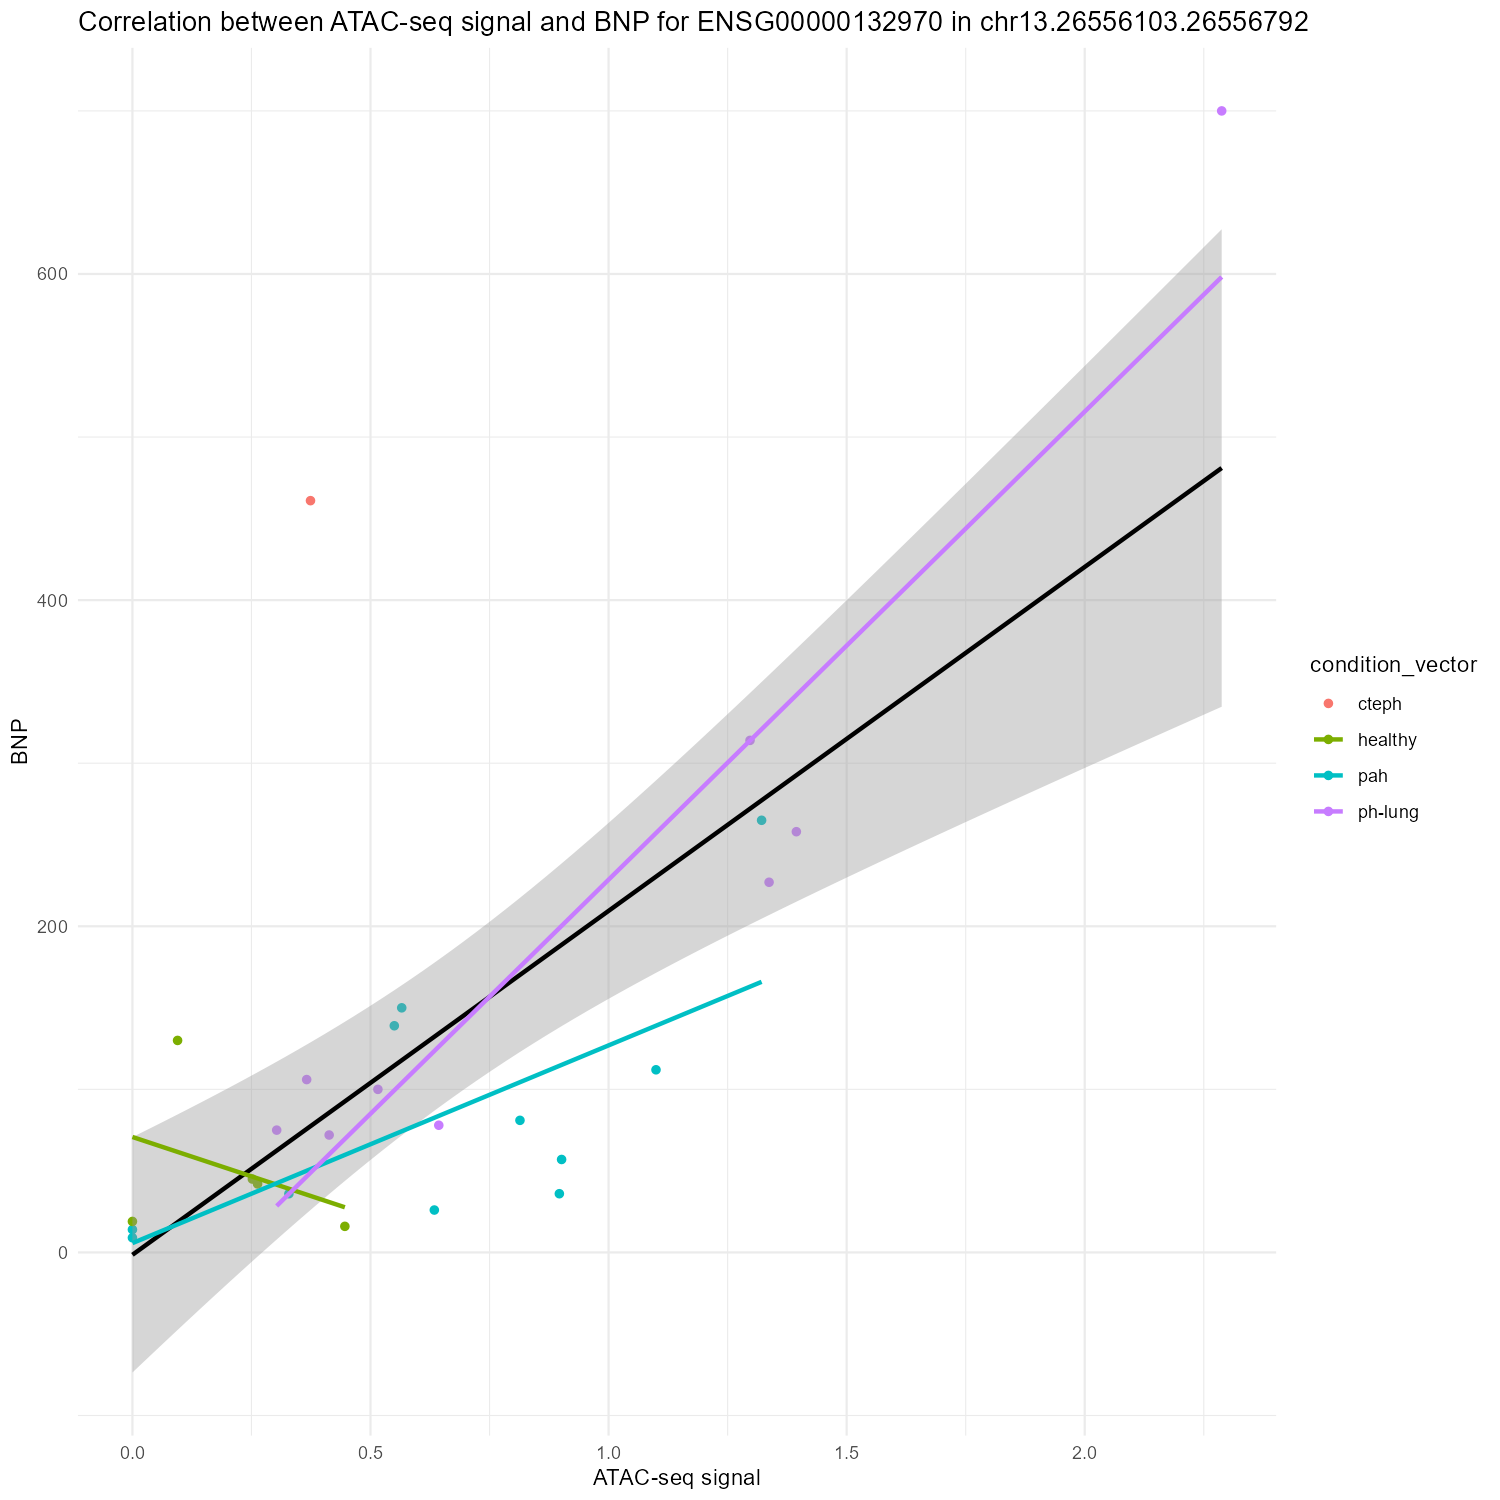 Correlation between ATAC-seq signal and BNP for ENSG00000132970 in chr13.26556103.26556792
600
400
200
0
BNP
0.0 0.5 1.0 1.5 2.0
ATAC-seq signal
condition_vector
cteph
healthy
pah
ph-lung